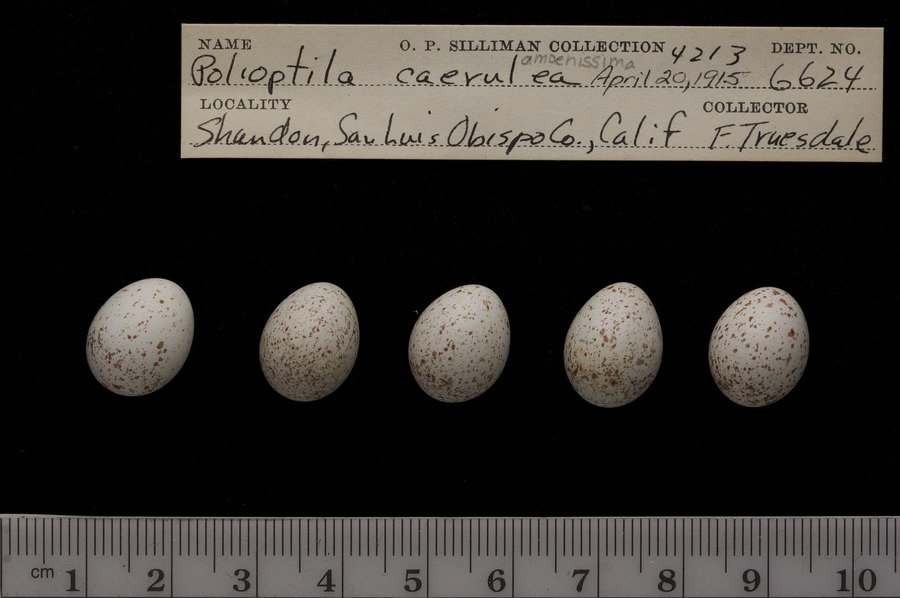 NAME O. P. SILLIMAN COLLECTION 4213 DEPT. NO.
amoenissima
Polioptila caerulea April 20, 1915 6624
LOCALITY COLLECTOR
Shandon, San Luis Obispo Co., Calif F. Truesdale
cm 1 2 3 4 5 6 7 8 9 10